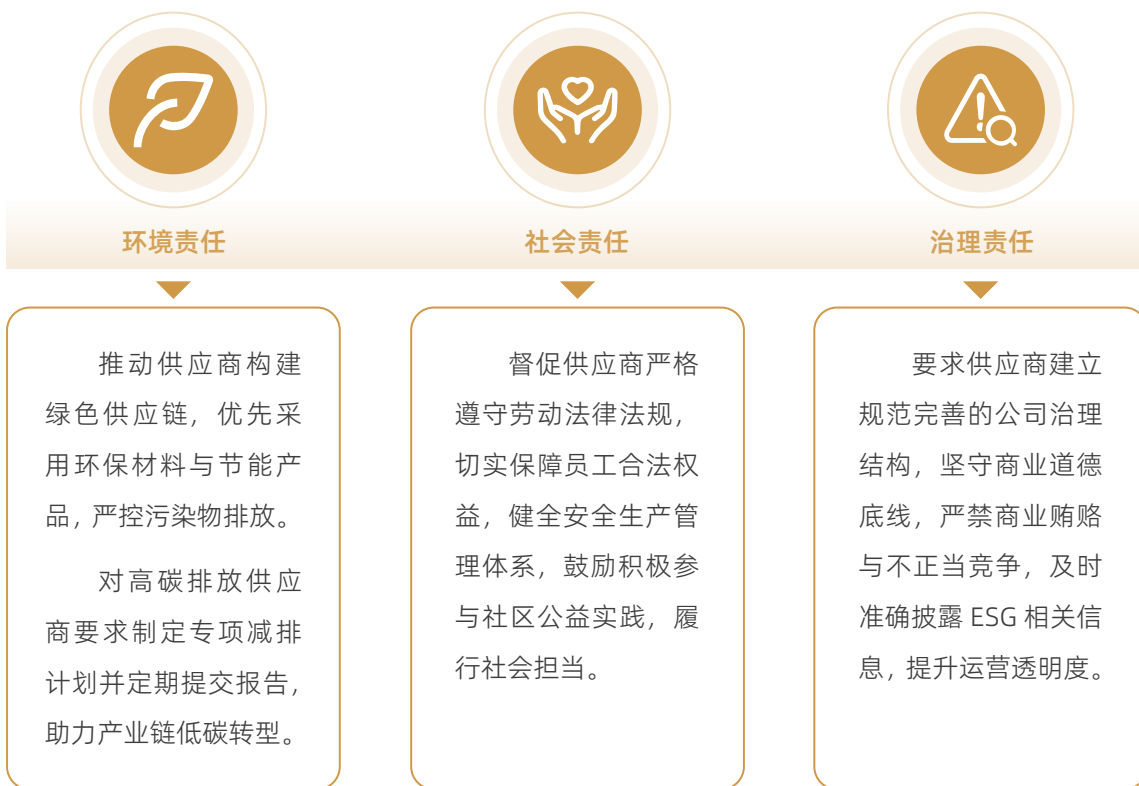 环境责任
推动供应商构建
绿色供应链，优先采
用环保材料与节能产
品，严控污染物排放。
对高碳排放供应
商要求制定专项减排
计划并定期提交报告，
助力产业链低碳转型。
社会责任
督促供应商严格
遵守劳动法律法规，
切实保障员工合法权
益，健全安全生产管
理体系，鼓励积极参
与社区公益实践，履
行社会担当。
治理责任
要求供应商建立
规范完善的公司治理
结构，坚守商业道德
底线，严禁商业贿赂
与不正当竞争，及时
准确披露 ESG 相关信
息，提升运营透明度。